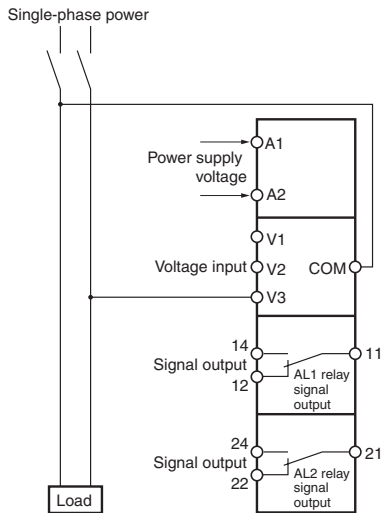 Single-phase power
A1
Power supply
voltage
A2
V1
Voltage input
V2
COM
V3
14
11
Signal output
12
AL1 relay
signal
output
24
21
Signal output
22
AL2 relay
signal
output
Load